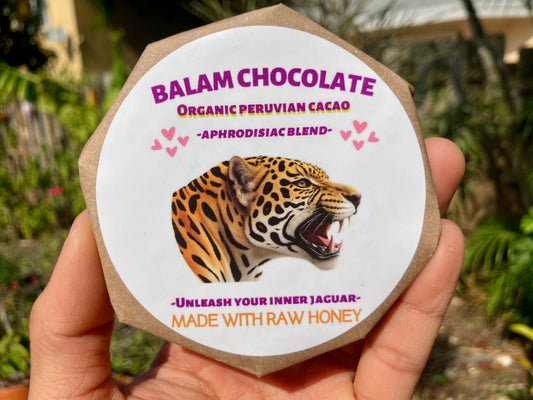 BALAM CHOCOLATE
ORGANIC PERUVIAN CACAO
-APHRODISIAC BLEND-
-UNLEASH YOUR INNER JAGUAR-
MADE WITH RAW HONEY